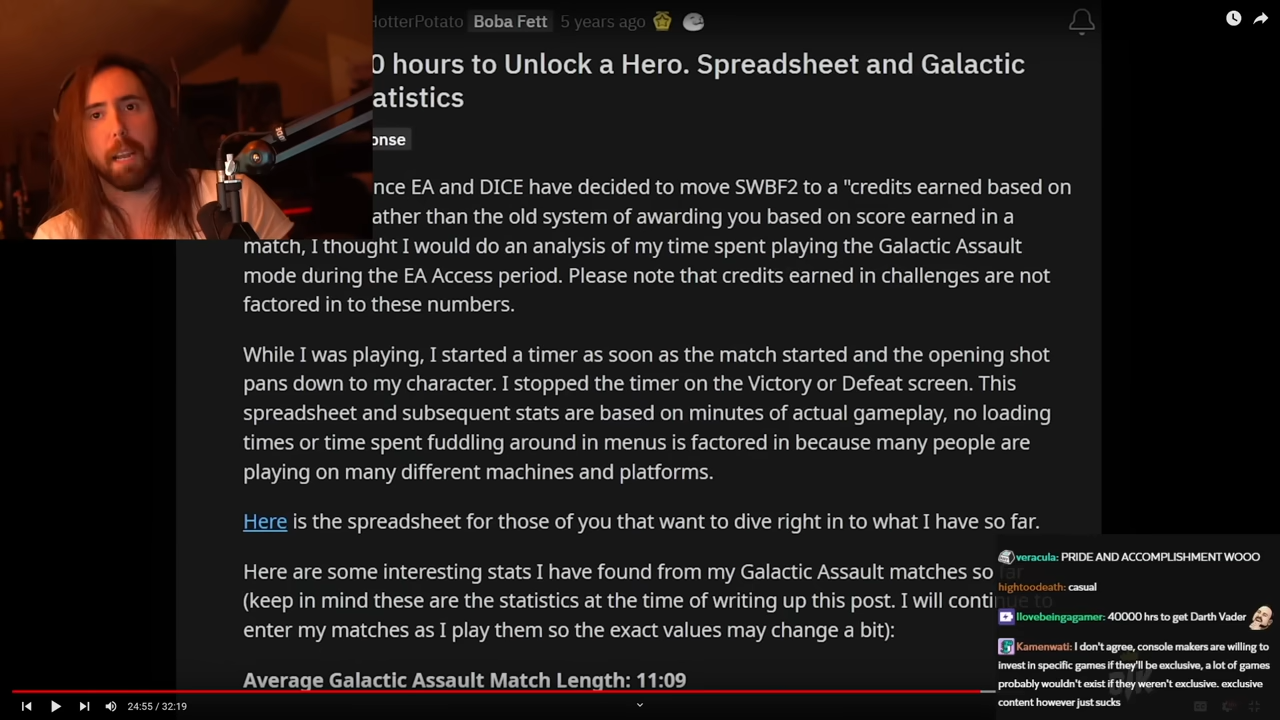 HotterPotato Boba Fett 5 years ago
0 hours to Unlock a Hero. Spreadsheet and Galactic
atistics
onse
nce EA and DICE have decided to move SWBF2 to a "credits earned based on
ather than the old system of awarding you based on score earned in a
match, I thought I would do an analysis of my time spent playing the Galactic Assault
mode during the EA Access period. Please note that credits earned in challenges are not
factored in to these numbers.
While I was playing, I started a timer as soon as the match started and the opening shot
pans down to my character. I stopped the timer on the Victory or Defeat screen. This
spreadsheet and subsequent stats are based on minutes of actual gameplay, no loading
times or time spent fuddling around in menus is factored in because many people are
playing on many different machines and platforms.
Here is the spreadsheet for those of you that want to dive right in to what I have so far.
Here are some interesting stats I have found from my Galactic Assault matches so far
(keep in mind these are the statistics at the time of writing up this post. I will continue to
enter my matches as I play them so the exact values may change a bit):
Average Galactic Assault Match Length: 11:09
veracula: PRIDE AND ACCOMPLISHMENT WOOO
hightoodeath: casual
Ilovebeingagamer: 40000 hrs to get Darth Vader
Kamenwati: I don't agree, console makers are willing to
invest in specific games if they'll be exclusive, a lot of games
probably wouldn't exist if they weren't exclusive. exclusive
content however just sucks
24:55 / 32:19